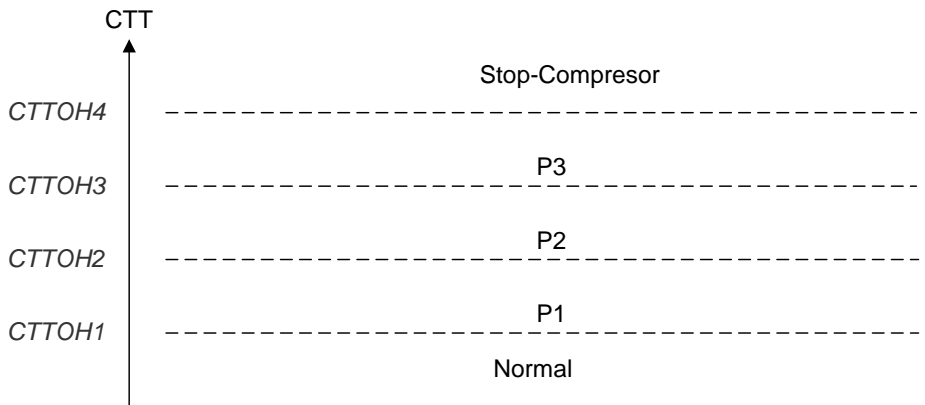 CTT
Stop-Compresor
CTTOH4
P3
CTTOH3
P2
CTTOH2
P1
CTTOH1
Normal